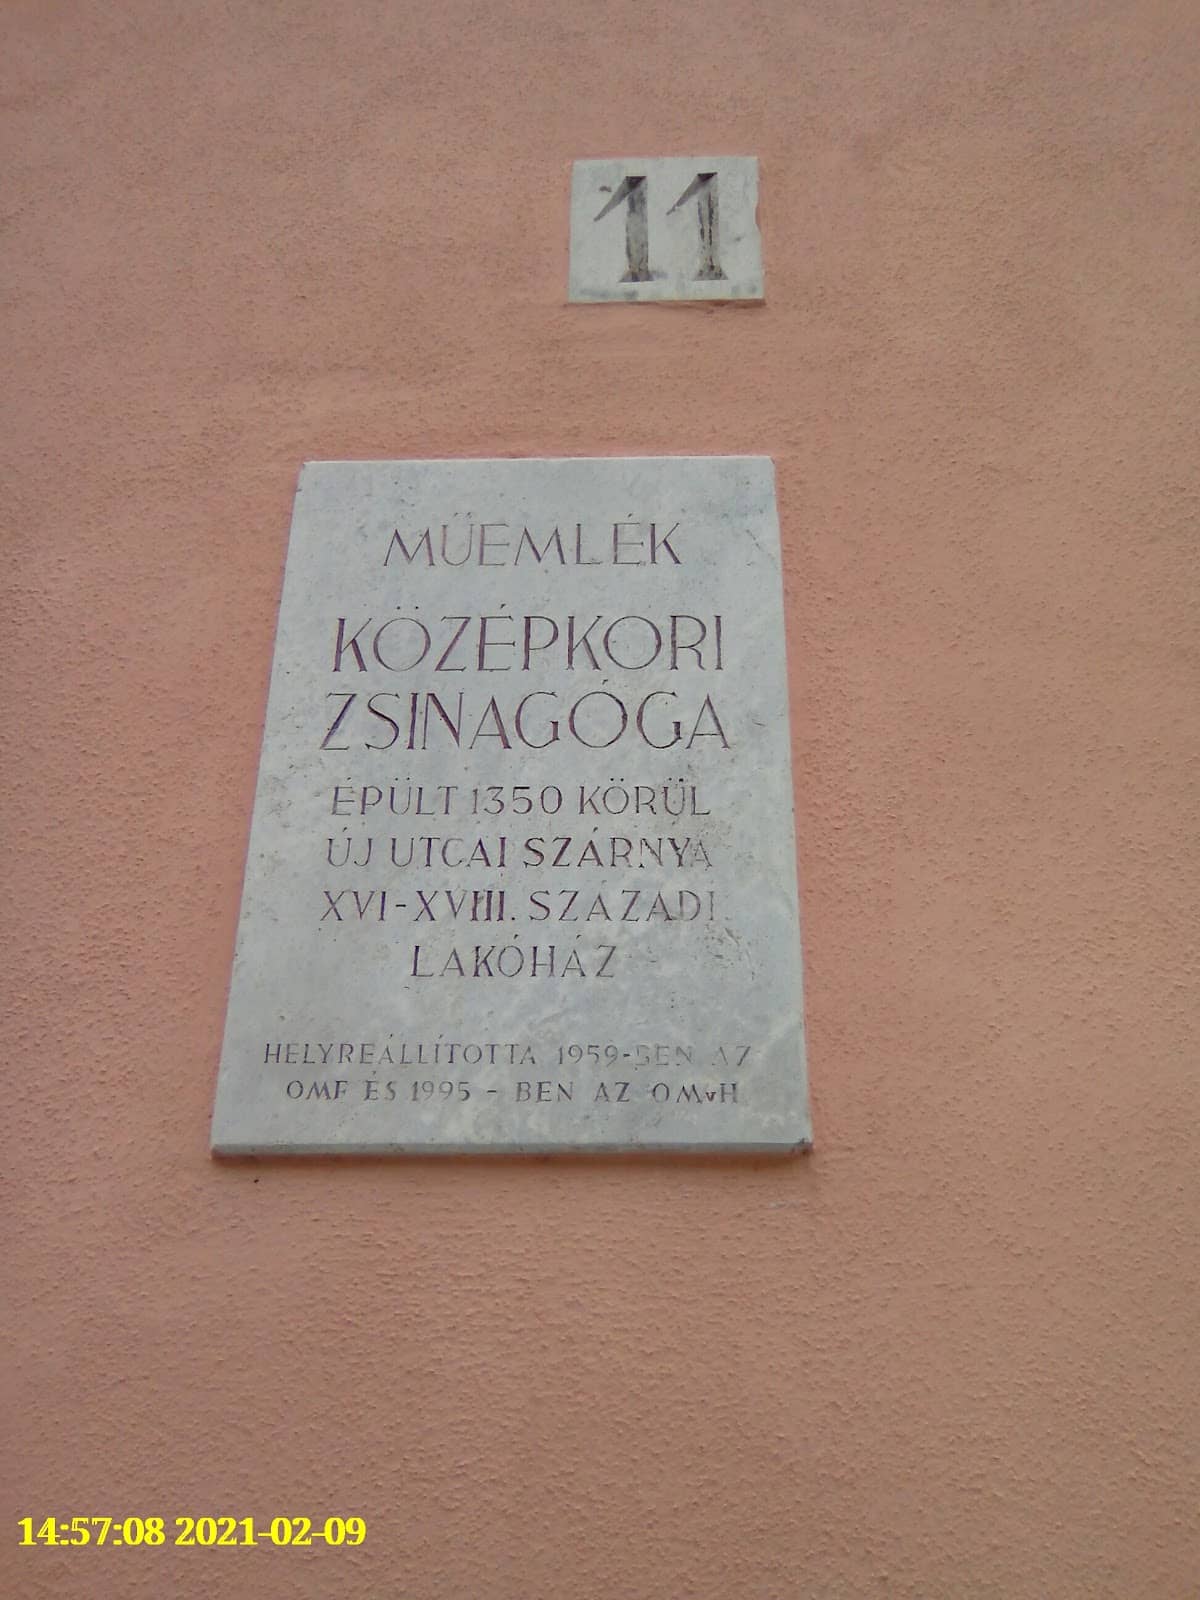 11
MŰEMLÉK
KÖZÉPKORI
ZSINAGÓGA
ÉPÜLT 1350 KÖRÜL
ÚJ UTCAI SZÁRNYA
XVI-XVIII. SZÁZADI
LAKÓHÁZ
HELYREÁLLÍTOTTA 1959-BEN AZ
OMF ÉS 1995 - BEN AZ OMvH
14:57:08 2021-02-09